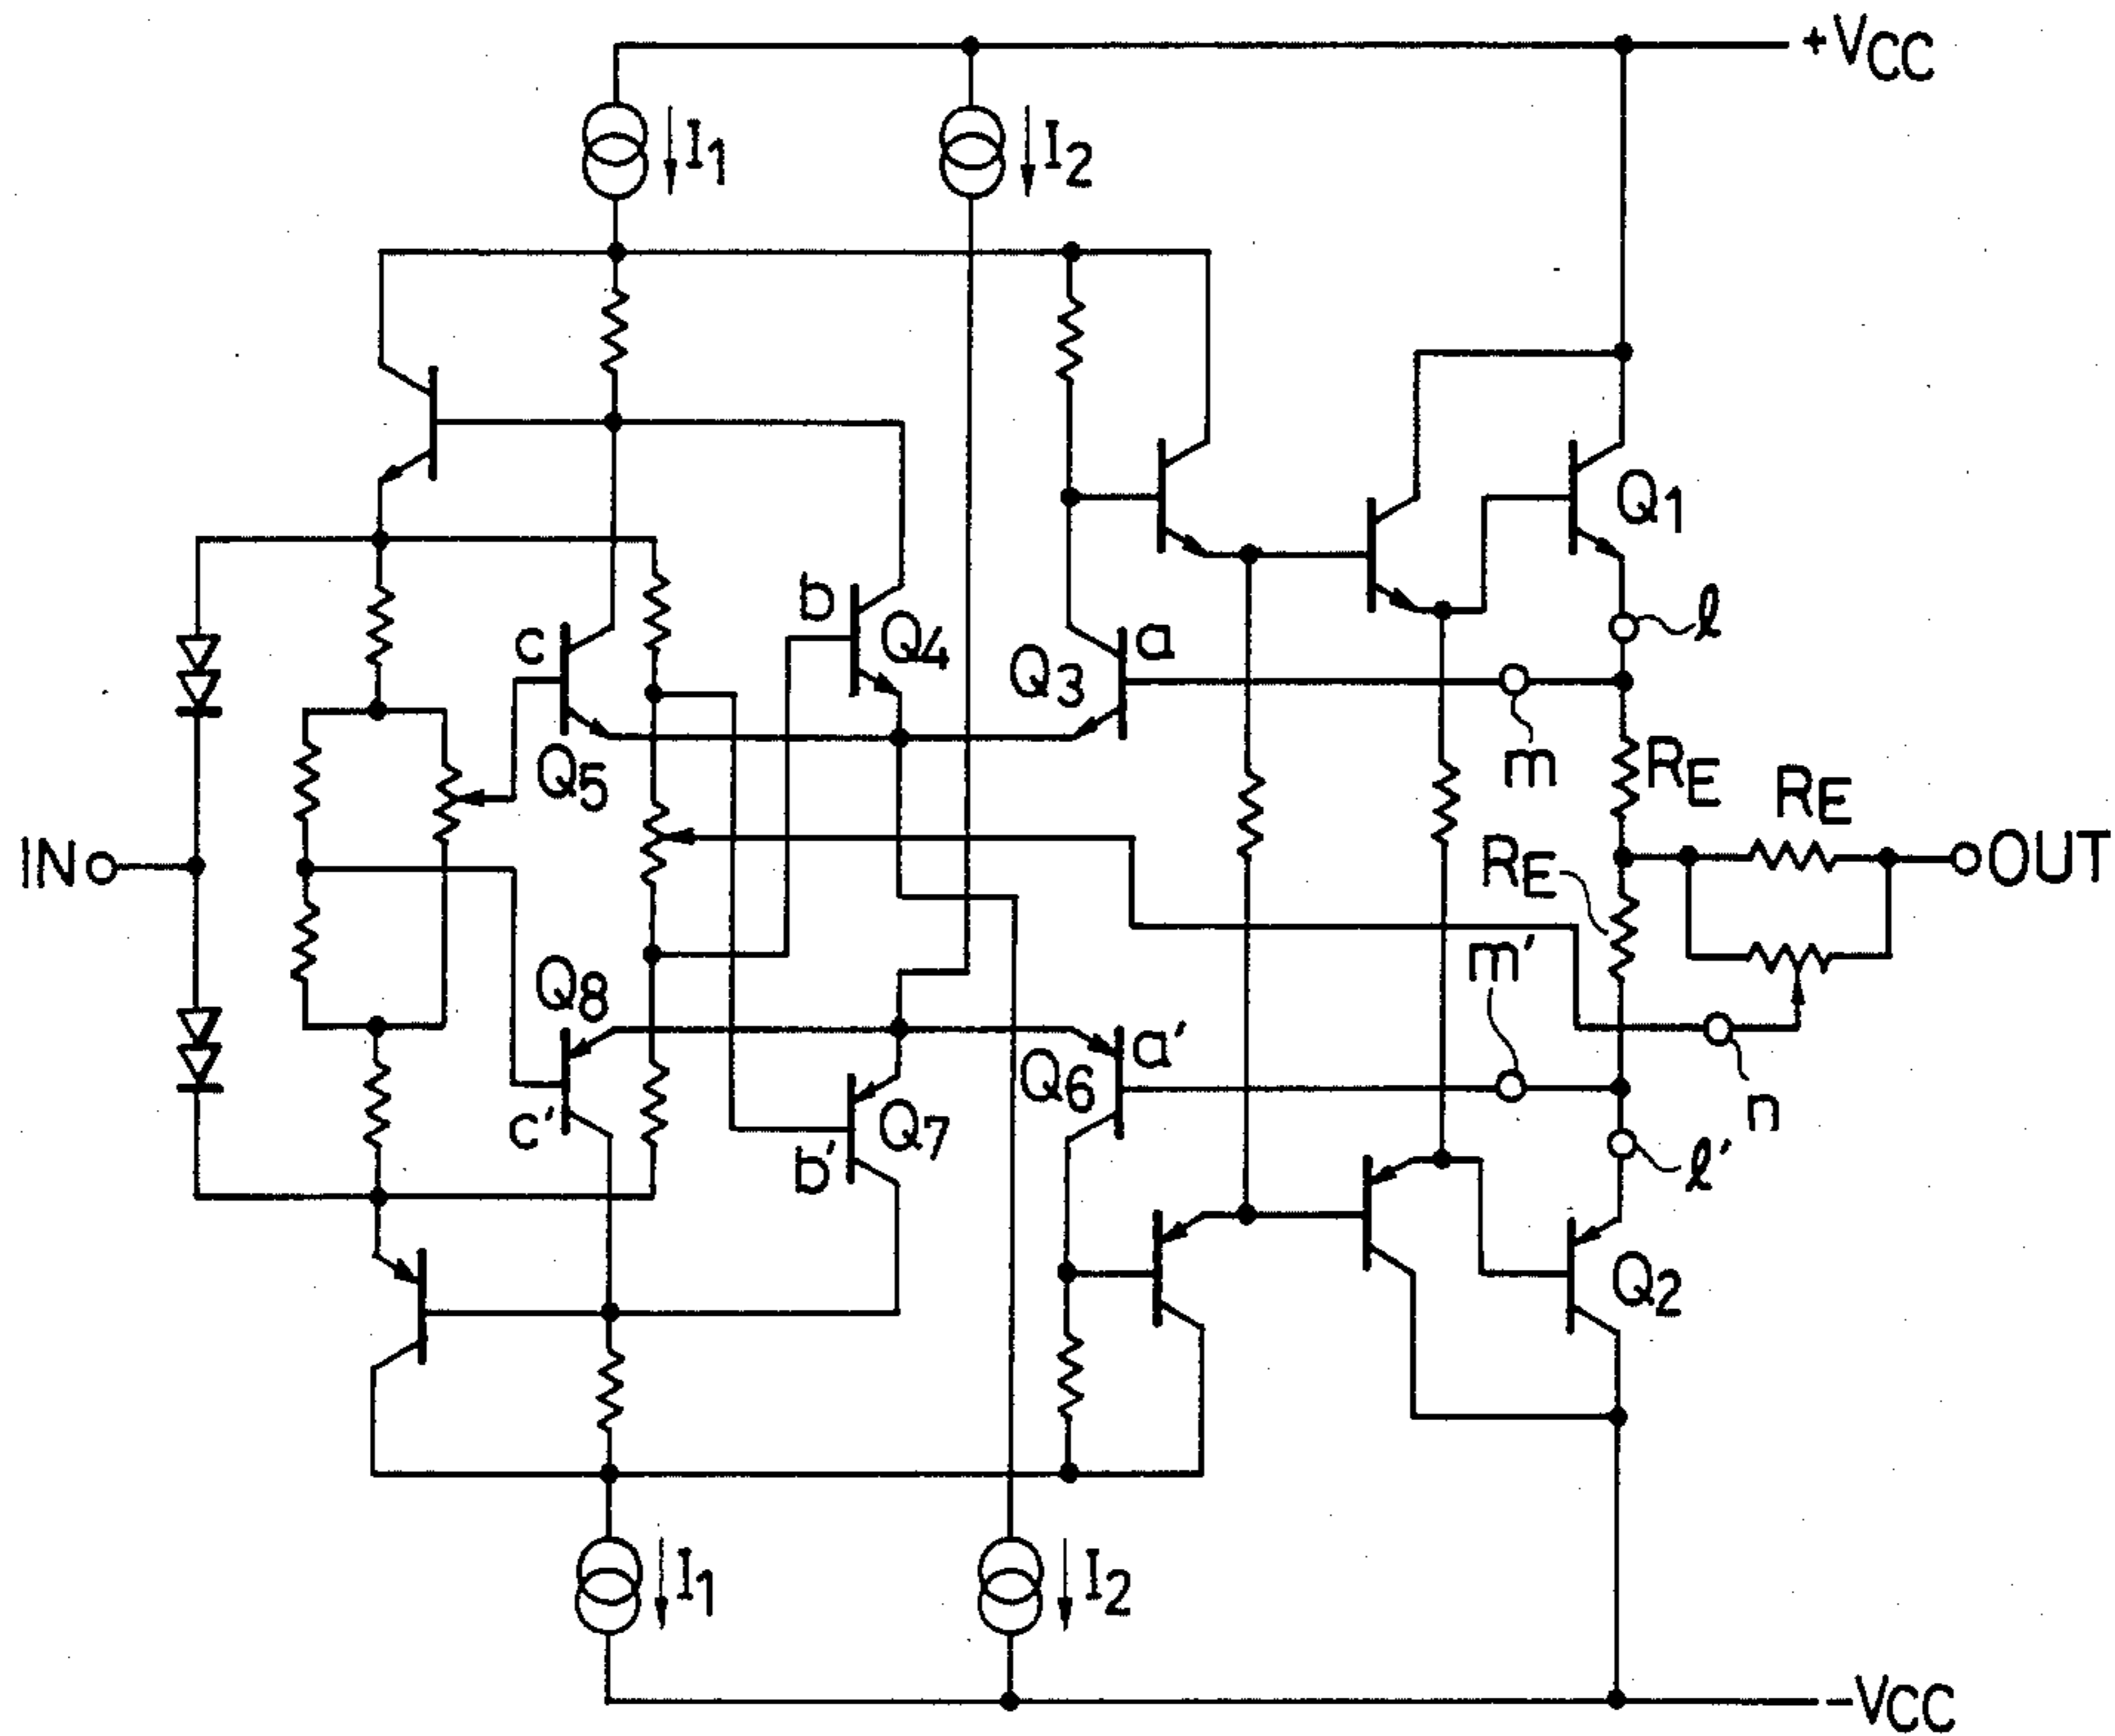 +VCC
I1
I2
Q1
l
b
Q4
c
Q3
a
Q5
m
RE
RE
RE
IN
OUT
m'
Q8
a'
Q6
n
c'
Q7
b'
l'
Q2
I1
I2
-VCC